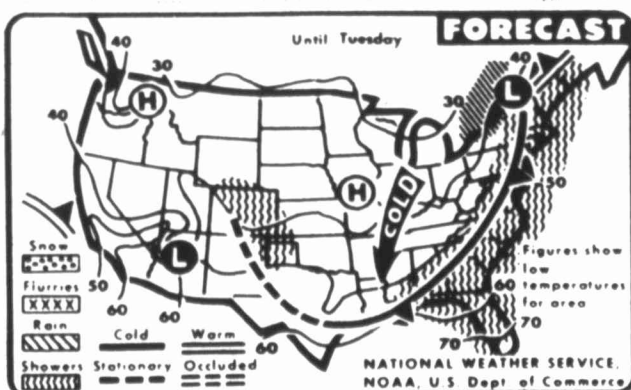 FORECAST
Until Tuesday
40
30
H
40
30
40
L
H
COLD
50
L
50
60
60
60
60
70
70
Figures show
low
temperatures
for area
Snow
Flurries
Rain
Showers
Cold Warm
Stationary Occluded
NATIONAL WEATHER SERVICE,
NOAA, U.S Dept of Commerce